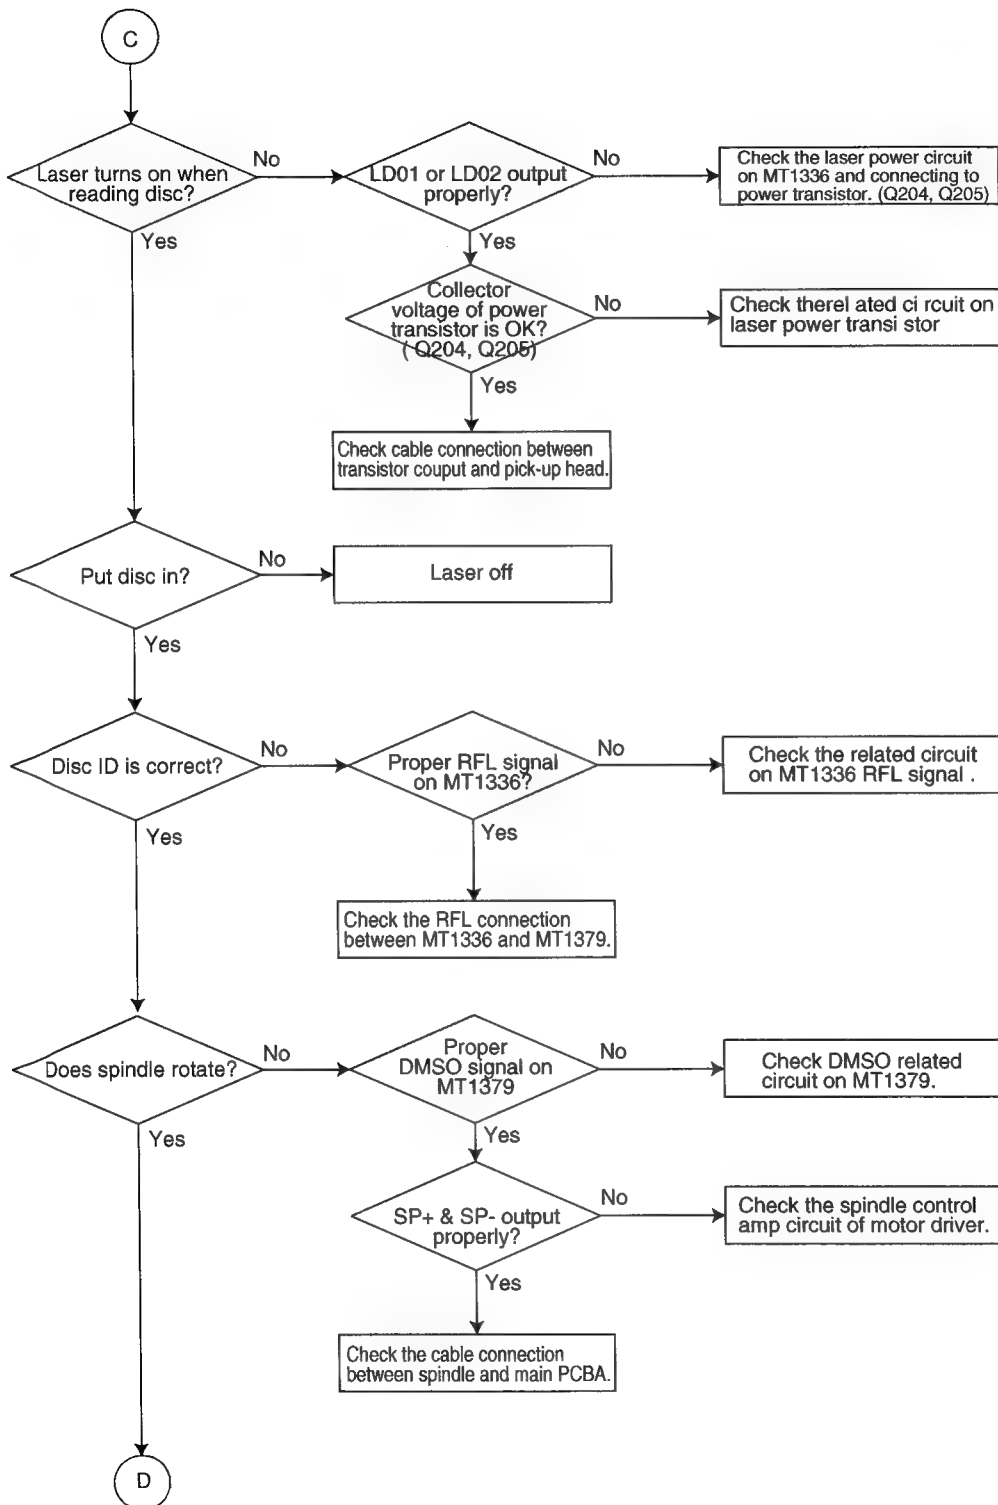 C
Laser turns on when
reading disc?
No
Yes
LD01 or LD02 output
properly?
No
Yes
Check the laser power circuit
on MT1336 and connecting to
power transistor. (Q204, Q205)
Collector
voltage of power
transistor is OK?
( Q204, Q205)
No
Yes
Check therel ated ci rcuit on
laser power transi stor
Check cable connection between
transistor couput and pick-up head.
Put disc in?
No
Yes
Laser off
Disc ID is correct?
No
Yes
Proper RFL signal
on MT1336?
No
Yes
Check the related circuit
on MT1336 RFL signal .
Check the RFL connection
between MT1336 and MT1379.
Does spindle rotate?
No
Yes
Proper
DMSO signal on
MT1379
No
Yes
Check DMSO related
circuit on MT1379.
SP+ & SP- output
properly?
No
Yes
Check the spindle control
amp circuit of motor driver.
Check the cable connection
between spindle and main PCBA.
D